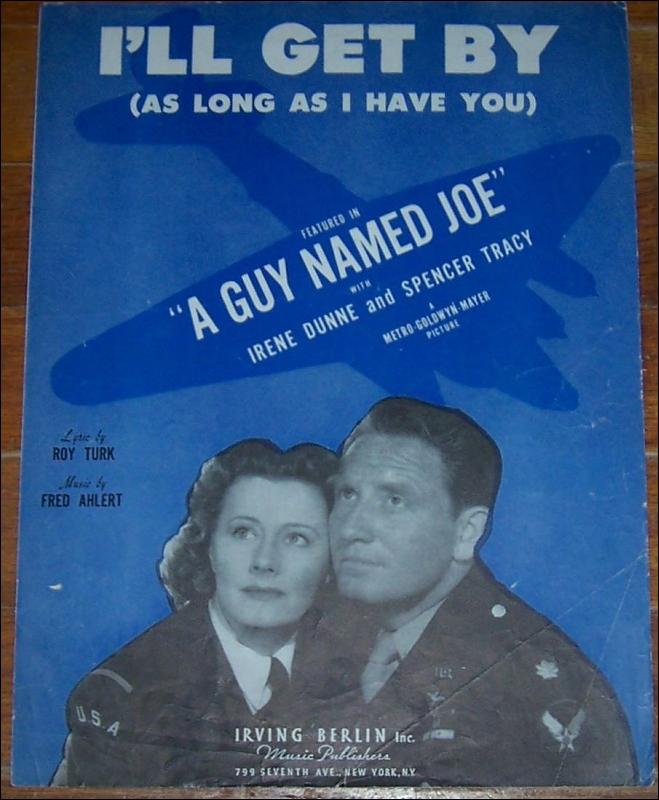 I'LL GET BY
(AS LONG AS I HAVE YOU)
FEATURED IN
"A GUY NAMED JOE"
WITH
IRENE DUNNE and SPENCER TRACY
A
METRO-GOLDWYN-MAYER
PICTURE
Lyric by
ROY TURK
Music by
FRED AHLERT
USA
IRVING BERLIN Inc.
Music Publishers
799 SEVENTH AVE., NEW YORK, N.Y.